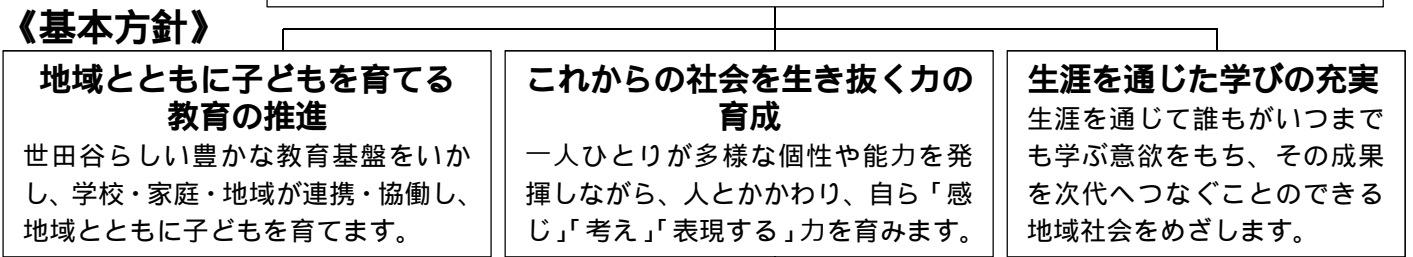 《基本方針》
地域とともに子どもを育てる
教育の推進
世田谷らしい豊かな教育基盤をいか
し、学校・家庭・地域が連携・協働し、
地域とともに子どもを育てます。
これからの社会を生き抜く力の
育成
一人ひとりが多様な個性や能力を発
揮しながら、人とかかわり、自ら「感
じ」「考え」「表現する」力を育みます。
生涯を通じた学びの充実
生涯を通じて誰もがいつまで
も学ぶ意欲をもち、その成果
を次代へつなぐことのできる
地域社会をめざします。